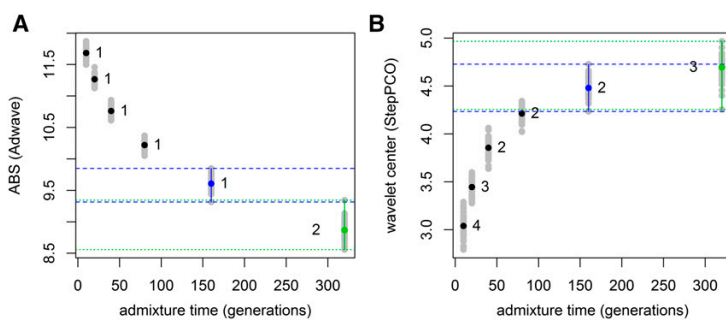 A
B
ABS (Adwave)
11.5
10.5
9.5
8.5
1
1
1
1
1
2
0 50 100 150 200 250 300
admixture time (generations)
wavelet center (StepPCO)
5.0
4.5
4.0
3.5
3.0
3
2
2
2
3
4
0 50 100 150 200 250 300
admixture time (generations)